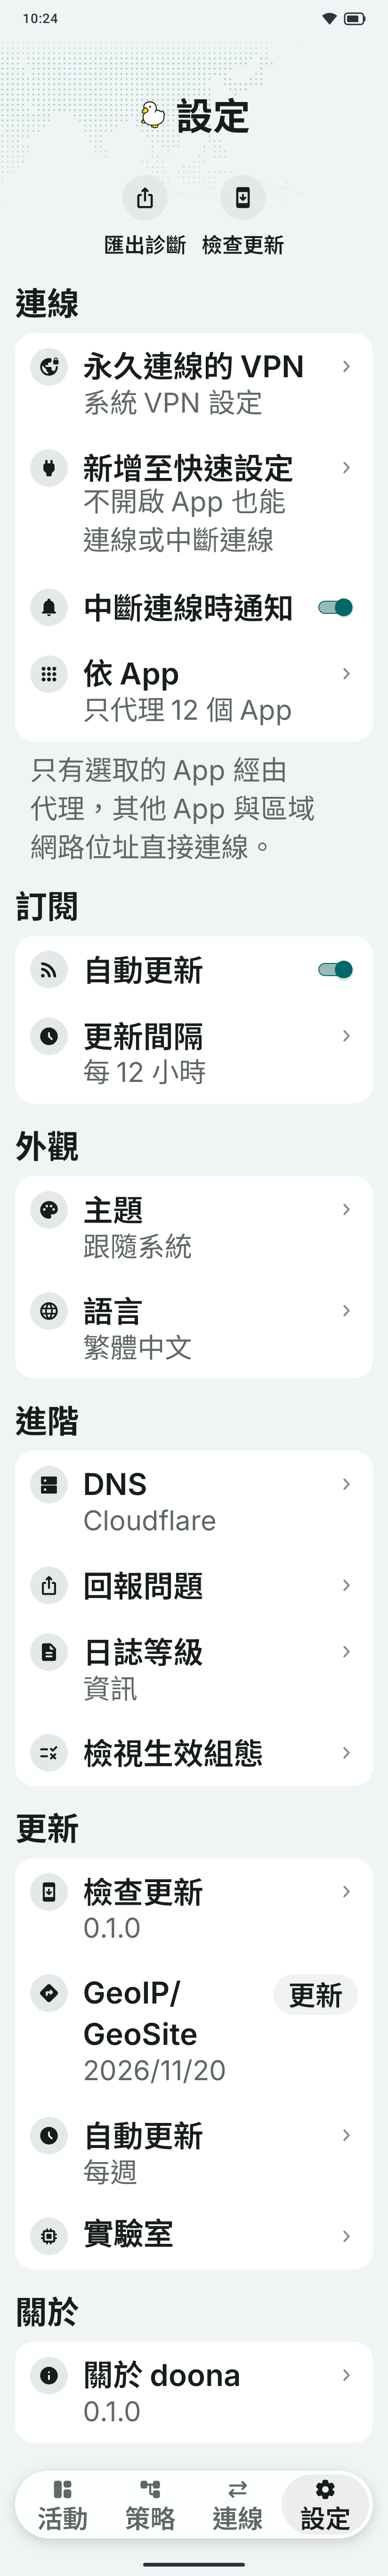 10:24
設定
匯出診斷 檢查更新
連線
永久連線的 VPN
系統 VPN 設定
新增至快速設定
不開啟 App 也能
連線或中斷連線
中斷連線時通知
依 App
只代理 12 個 App
只有選取的 App 經由
代理，其他 App 與區域
網路位址直接連線。
訂閱
自動更新
更新間隔
每 12 小時
外觀
主題
跟隨系統
語言
繁體中文
進階
DNS
Cloudflare
回報問題
日誌等級
資訊
檢視生效組態
更新
檢查更新
0.1.0
GeoIP/
GeoSite
更新
2026/11/20
自動更新
每週
實驗室
關於
關於 doona
0.1.0
活動 策略 連線 設定